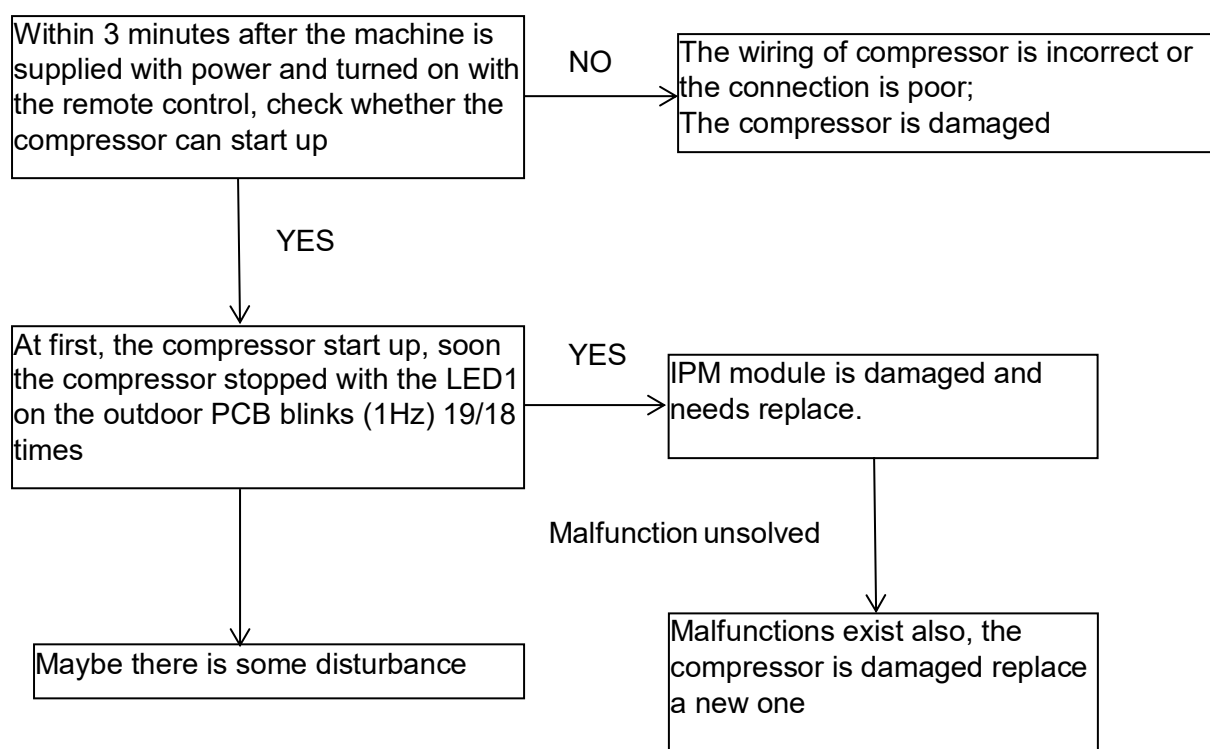 Within 3 minutes after the machine is
supplied with power and turned on with
the remote control, check whether the
compressor can start up
NO
The wiring of compressor is incorrect or
the connection is poor;
The compressor is damaged
YES
At first, the compressor start up, soon
the compressor stopped with the LED1
on the outdoor PCB blinks (1Hz) 19/18
times
YES
IPM module is damaged and
needs replace.
Malfunction unsolved
Maybe there is some disturbance
Malfunctions exist also, the
compressor is damaged replace
a new one